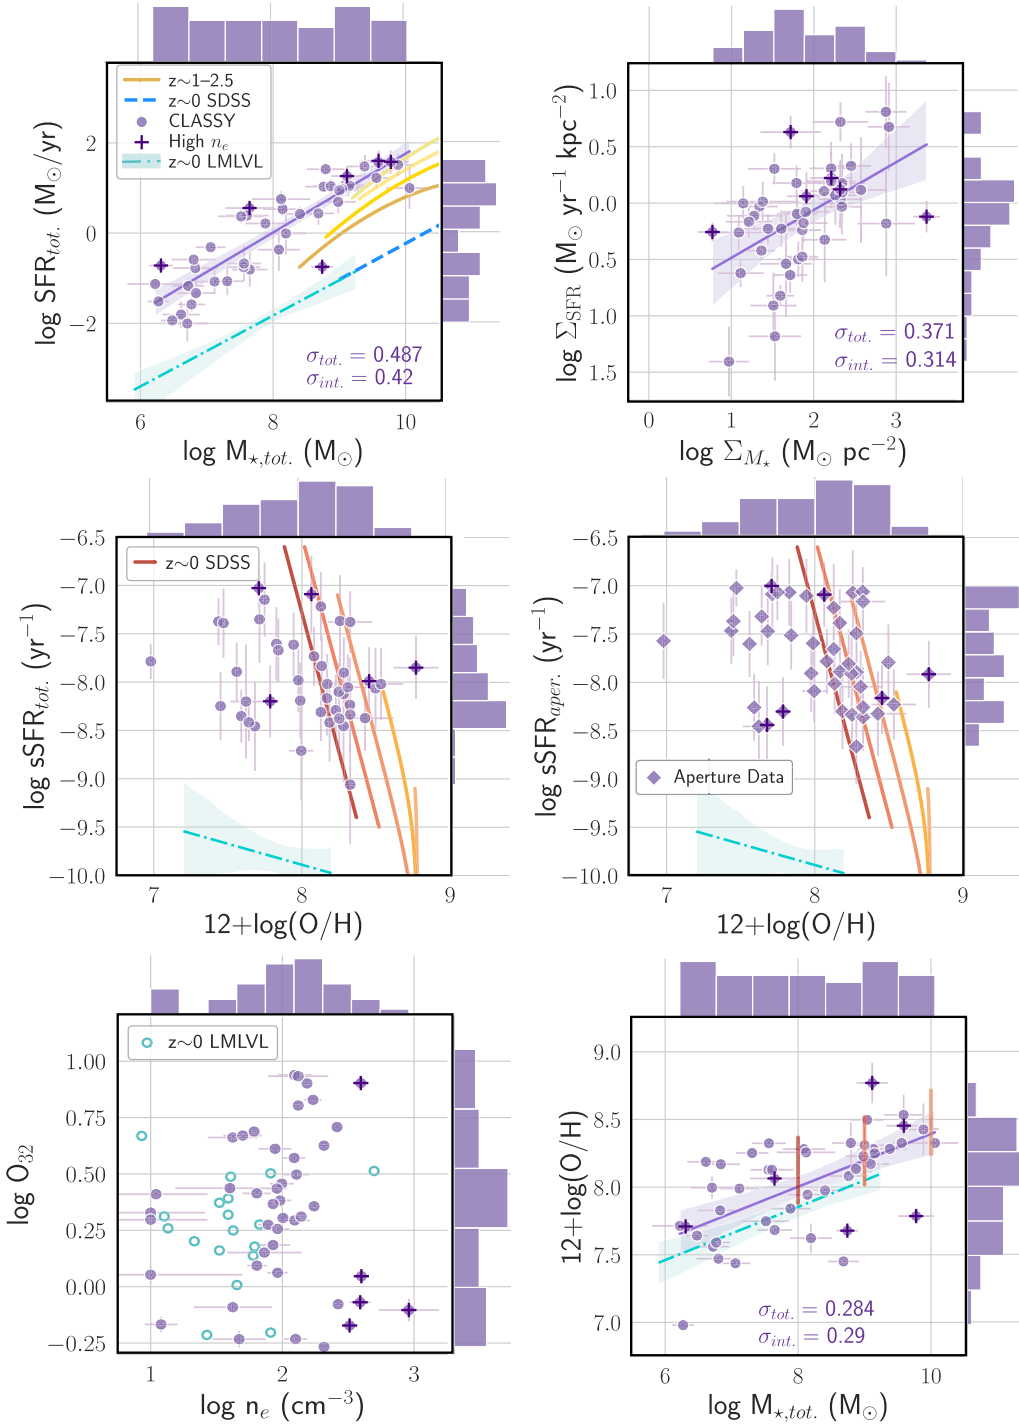 z∼1–2.5
z∼0 SDSS
CLASSY
High n_e
z∼0 LMLVL
2
0
−2
log SFR_tot. (M_⊙/yr)
σ_tot. = 0.487
σ_int. = 0.42
6
8
10
log M_⋆,tot. (M_⊙)
1.0
0.5
0.0
0.5
1.0
1.5
log Σ_SFR (M_⊙ yr^−1 kpc^−2)
σ_tot. = 0.371
σ_int. = 0.314
0
1
2
3
log Σ_M⋆ (M_⊙ pc^−2)
−6.5
−7.0
−7.5
−8.0
−8.5
−9.0
−9.5
−10.0
log sSFR_tot. (yr^−1)
z∼0 SDSS
7
8
9
12+log(O/H)
−6.5
−7.0
−7.5
−8.0
−8.5
−9.0
−9.5
−10.0
log sSFR_aper. (yr^−1)
Aperture Data
7
8
9
12+log(O/H)
z∼0 LMLVL
1.00
0.75
0.50
0.25
0.00
−0.25
log O_32
1
2
3
log n_e (cm^−3)
9.0
8.5
8.0
7.5
7.0
12+log(O/H)
σ_tot. = 0.284
σ_int. = 0.29
6
8
10
log M_⋆,tot. (M_⊙)